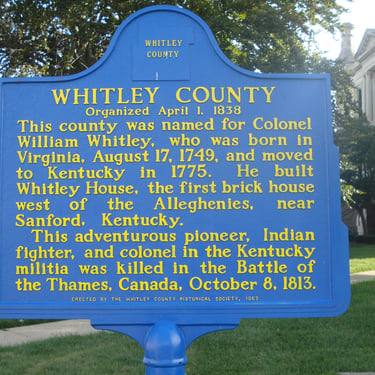 WHITLEY
COUNTY
WHITLEY COUNTY
Organized April 1, 1838
This county was named for Colonel
William Whitley, who was born in
Virginia, August 17, 1749, and moved
to Kentucky in 1775. He built
Whitley House, the first brick house
west of the Alleghenies, near
Sanford, Kentucky.
This adventurous pioneer, Indian
fighter, and colonel in the Kentucky
militia was killed in the Battle of
the Thames, Canada, October 8, 1813.
ERECTED BY THE WHITLEY COUNTY HISTORICAL SOCIETY,